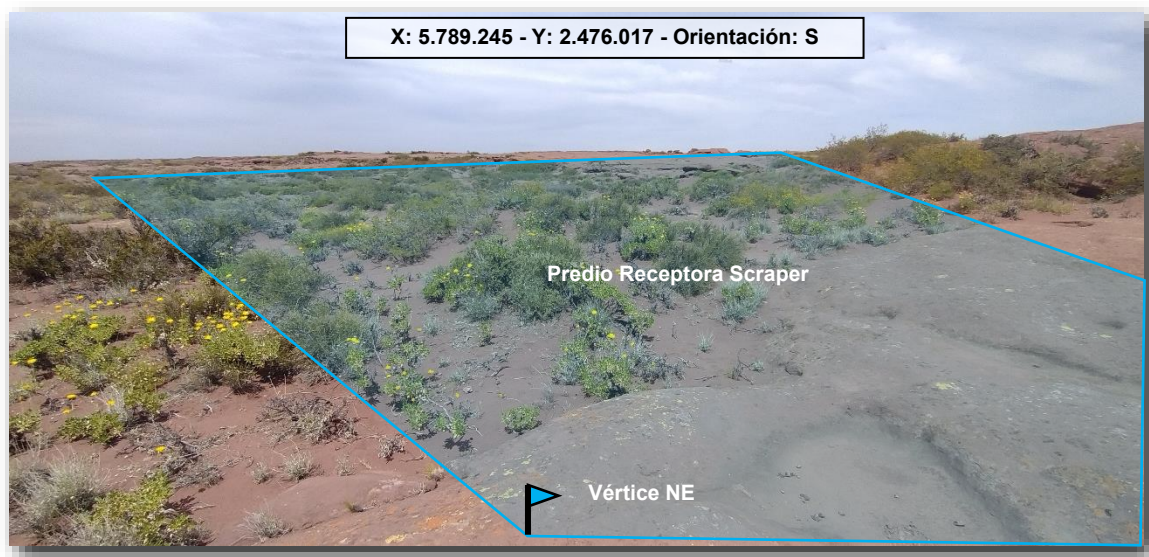 X: 5.789.245 - Y: 2.476.017 - Orientación: S
Predio Receptora Scraper
Vértice NE